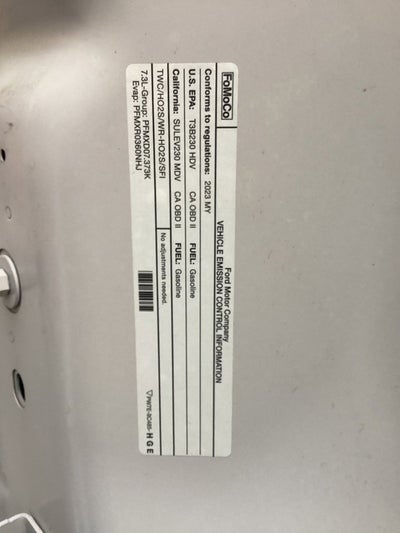 FoMoCo
Ford Motor Company
VEHICLE EMISSION CONTROL INFORMATION
Conforms to regulations: 2023 MY
U.S. EPA: T3B230 HDV CA OBD II FUEL: Gasoline
California: SULEV230 MDV CA OBD II FUEL: Gasoline
TWC/HO2S/WR-HO2S/SFI No adjustments needed.
7.3L-Group: PFMXD07.373K
Evap: PFMXR0360NHJ
HGE